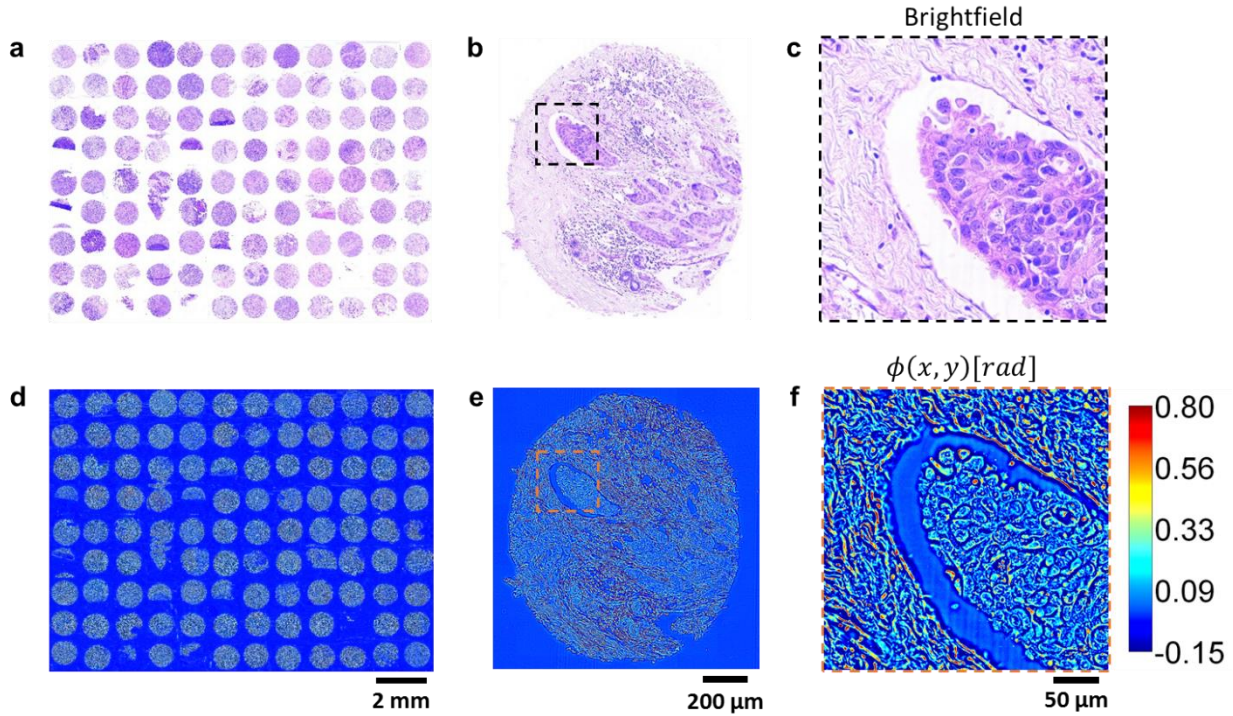 Brightfield
a
b
c
ϕ(x, y)[rad]
d
e
f
0.80
0.56
0.33
0.09
-0.15
2 mm
200 μm
50 μm